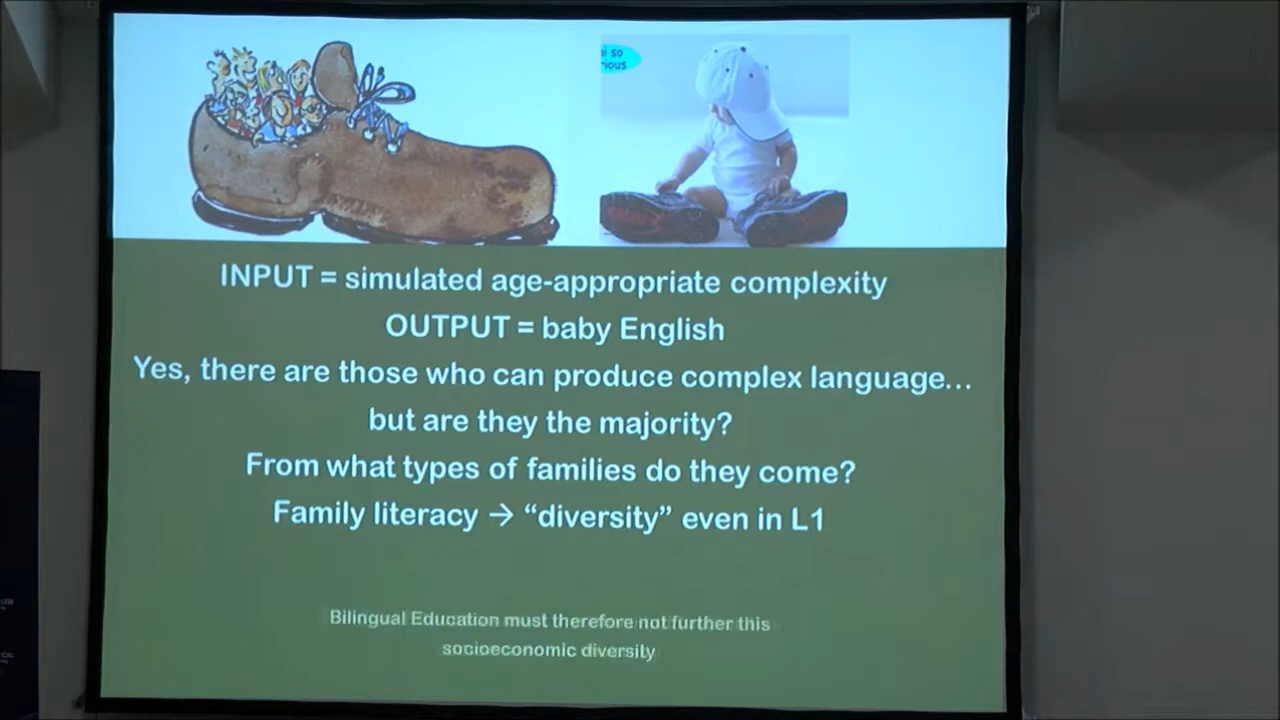 so
INPUT = simulated age-appropriate complexity
OUTPUT = baby English
Yes, there are those who can produce complex language...
but are they the majority?
From what types of families do they come?
Family literacy → “diversity” even in L1
Bilingual Education must therefore not further this
socioeconomic diversity